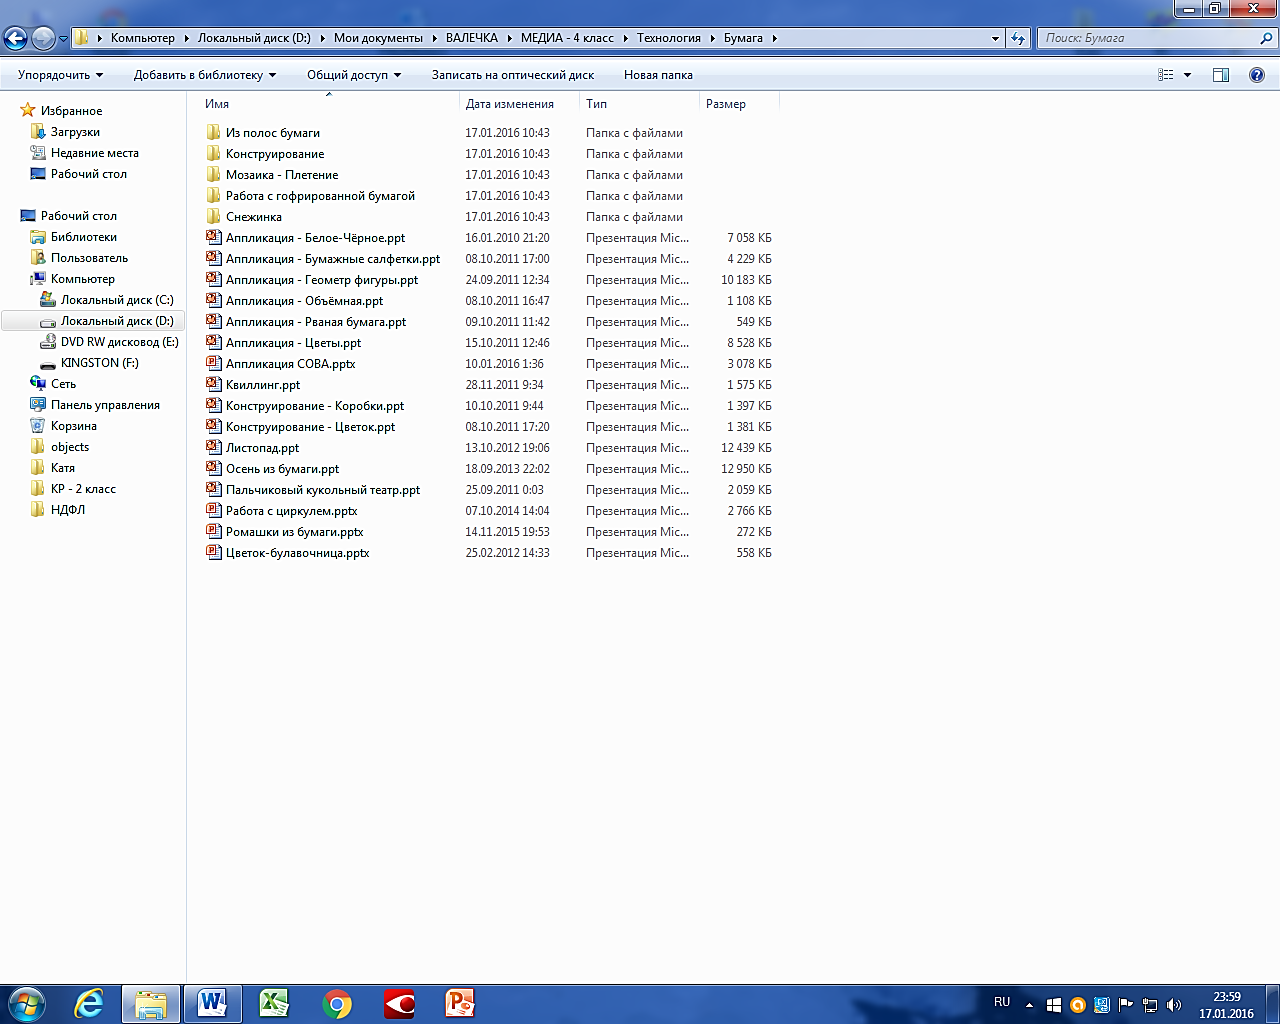 Компьютер Локальный диск (D:) Мои документы ВАЛЕЧКА МЕДИА - 4 класс Технология Бумага Поиск: Бумага
Упорядочить Добавить в библиотеку Общий доступ Записать на оптический диск Новая папка
Избранное
Загрузки
Недавние места
Рабочий стол
Рабочий стол
Библиотеки
Пользователь
Компьютер
Локальный диск (C:)
Локальный диск (D:)
DVD RW дисковод (E:)
KINGSTON (F:)
Сеть
Панель управления
Корзина
objects
Катя
КР - 2 класс
НДФЛ
Имя Дата изменения Тип Размер
Из полос бумаги 17.01.2016 10:43 Папка с файлами
Конструирование 17.01.2016 10:43 Папка с файлами
Мозаика - Плетение 17.01.2016 10:43 Папка с файлами
Работа с гофрированной бумагой 17.01.2016 10:43 Папка с файлами
Снежинка 17.01.2016 10:43 Папка с файлами
Аппликация - Белое-Чёрное.ppt 16.01.2010 21:20 Презентация Mic... 7 058 КБ
Аппликация - Бумажные салфетки.ppt 08.10.2011 17:00 Презентация Mic... 4 229 КБ
Аппликация - Геометр фигуры.ppt 24.09.2011 12:34 Презентация Mic... 10 183 КБ
Аппликация - Объёмная.ppt 08.10.2011 16:47 Презентация Mic... 1 108 КБ
Аппликация - Рваная бумага.ppt 09.10.2011 11:42 Презентация Mic... 549 КБ
Аппликация - Цветы.ppt 15.10.2011 12:46 Презентация Mic... 8 528 КБ
Аппликация СОВА.pptx 10.01.2016 1:36 Презентация Mic... 3 078 КБ
Квиллинг.ppt 28.11.2011 9:34 Презентация Mic... 1 575 КБ
Конструирование - Коробки.ppt 10.10.2011 9:44 Презентация Mic... 1 397 КБ
Конструирование - Цветок.ppt 08.10.2011 17:20 Презентация Mic... 1 381 КБ
Листопад.ppt 13.10.2012 19:06 Презентация Mic... 12 439 КБ
Осень из бумаги.ppt 18.09.2013 22:02 Презентация Mic... 12 950 КБ
Пальчиковый кукольный театр.ppt 25.09.2011 0:03 Презентация Mic... 2 059 КБ
Работа с циркулем.pptx 07.10.2014 14:04 Презентация Mic... 2 766 КБ
Ромашки из бумаги.pptx 14.11.2015 19:53 Презентация Mic... 272 КБ
Цветок-булавочница.pptx 25.02.2012 14:33 Презентация Mic... 558 КБ
RU 23:59
17.01.2016